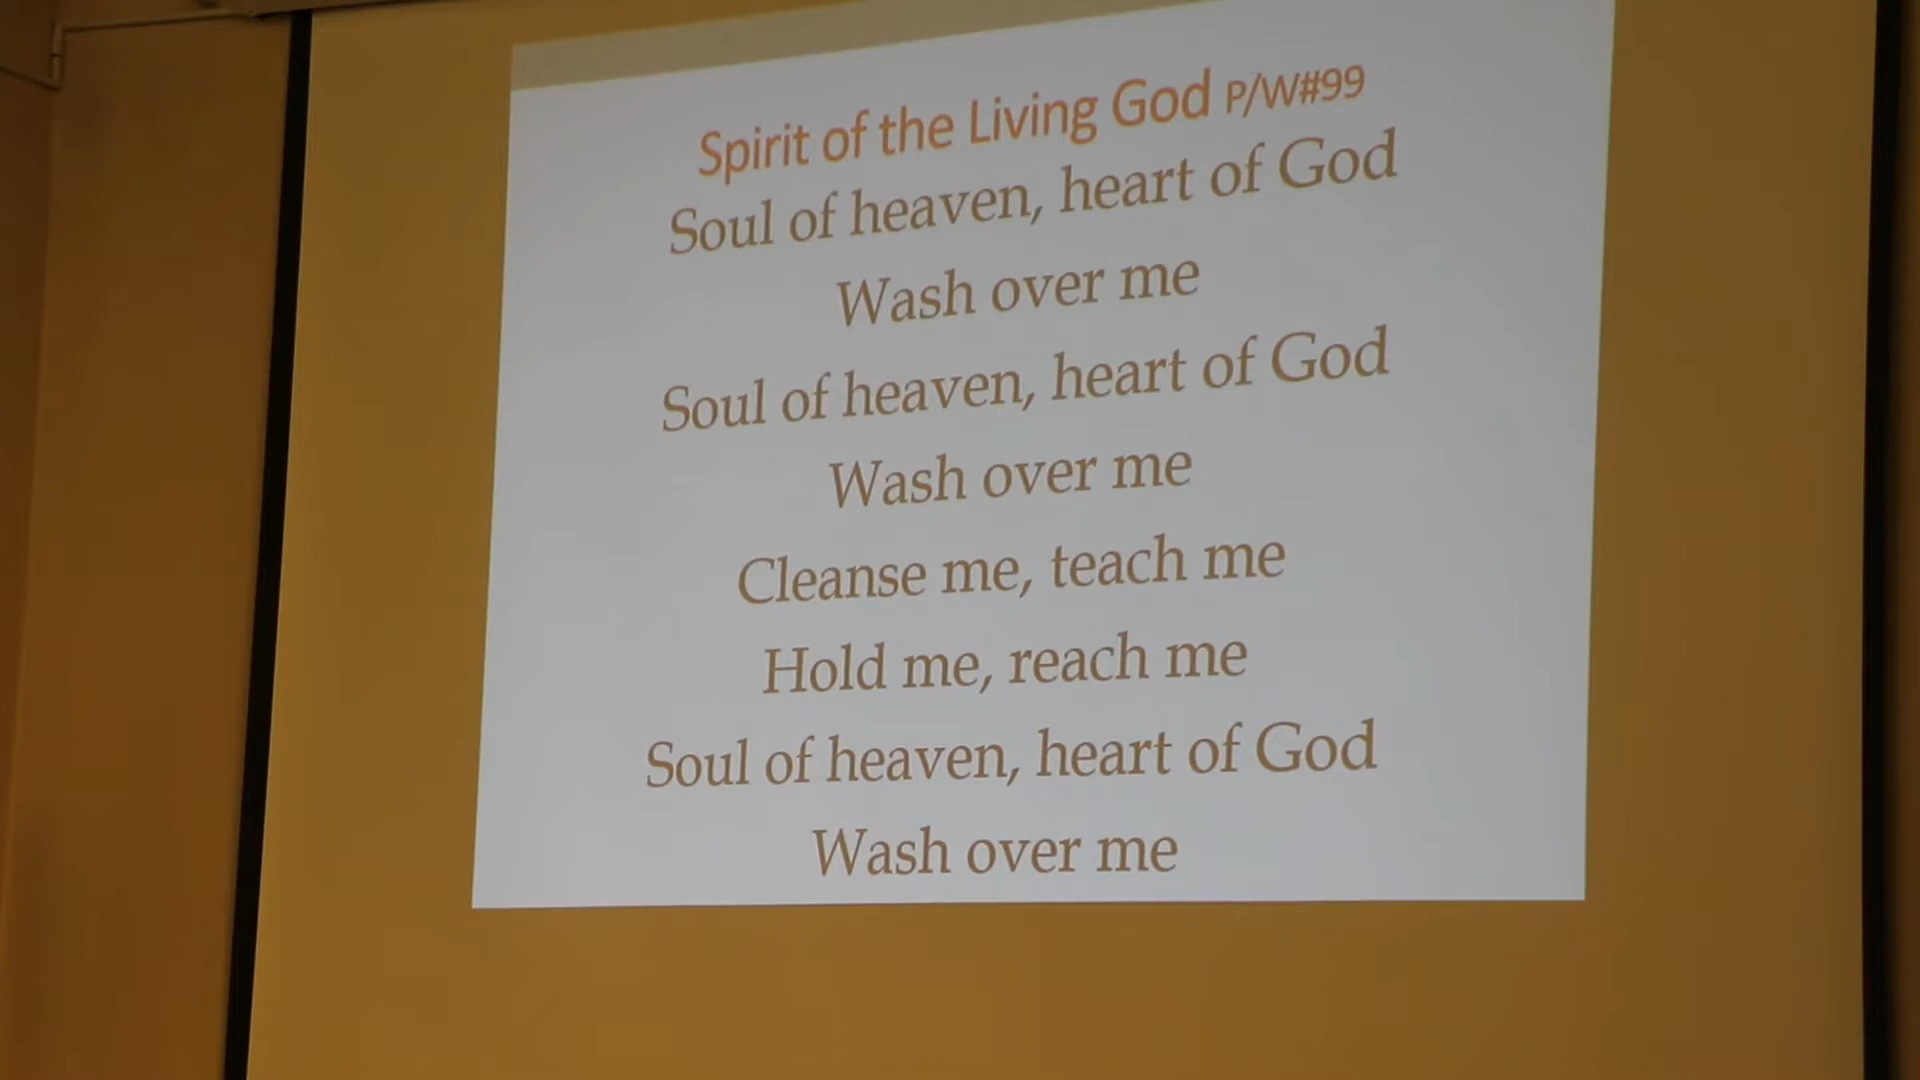 Spirit of the Living God P/W#99
Soul of heaven, heart of God
Wash over me
Soul of heaven, heart of God
Wash over me
Cleanse me, teach me
Hold me, reach me
Soul of heaven, heart of God
Wash over me